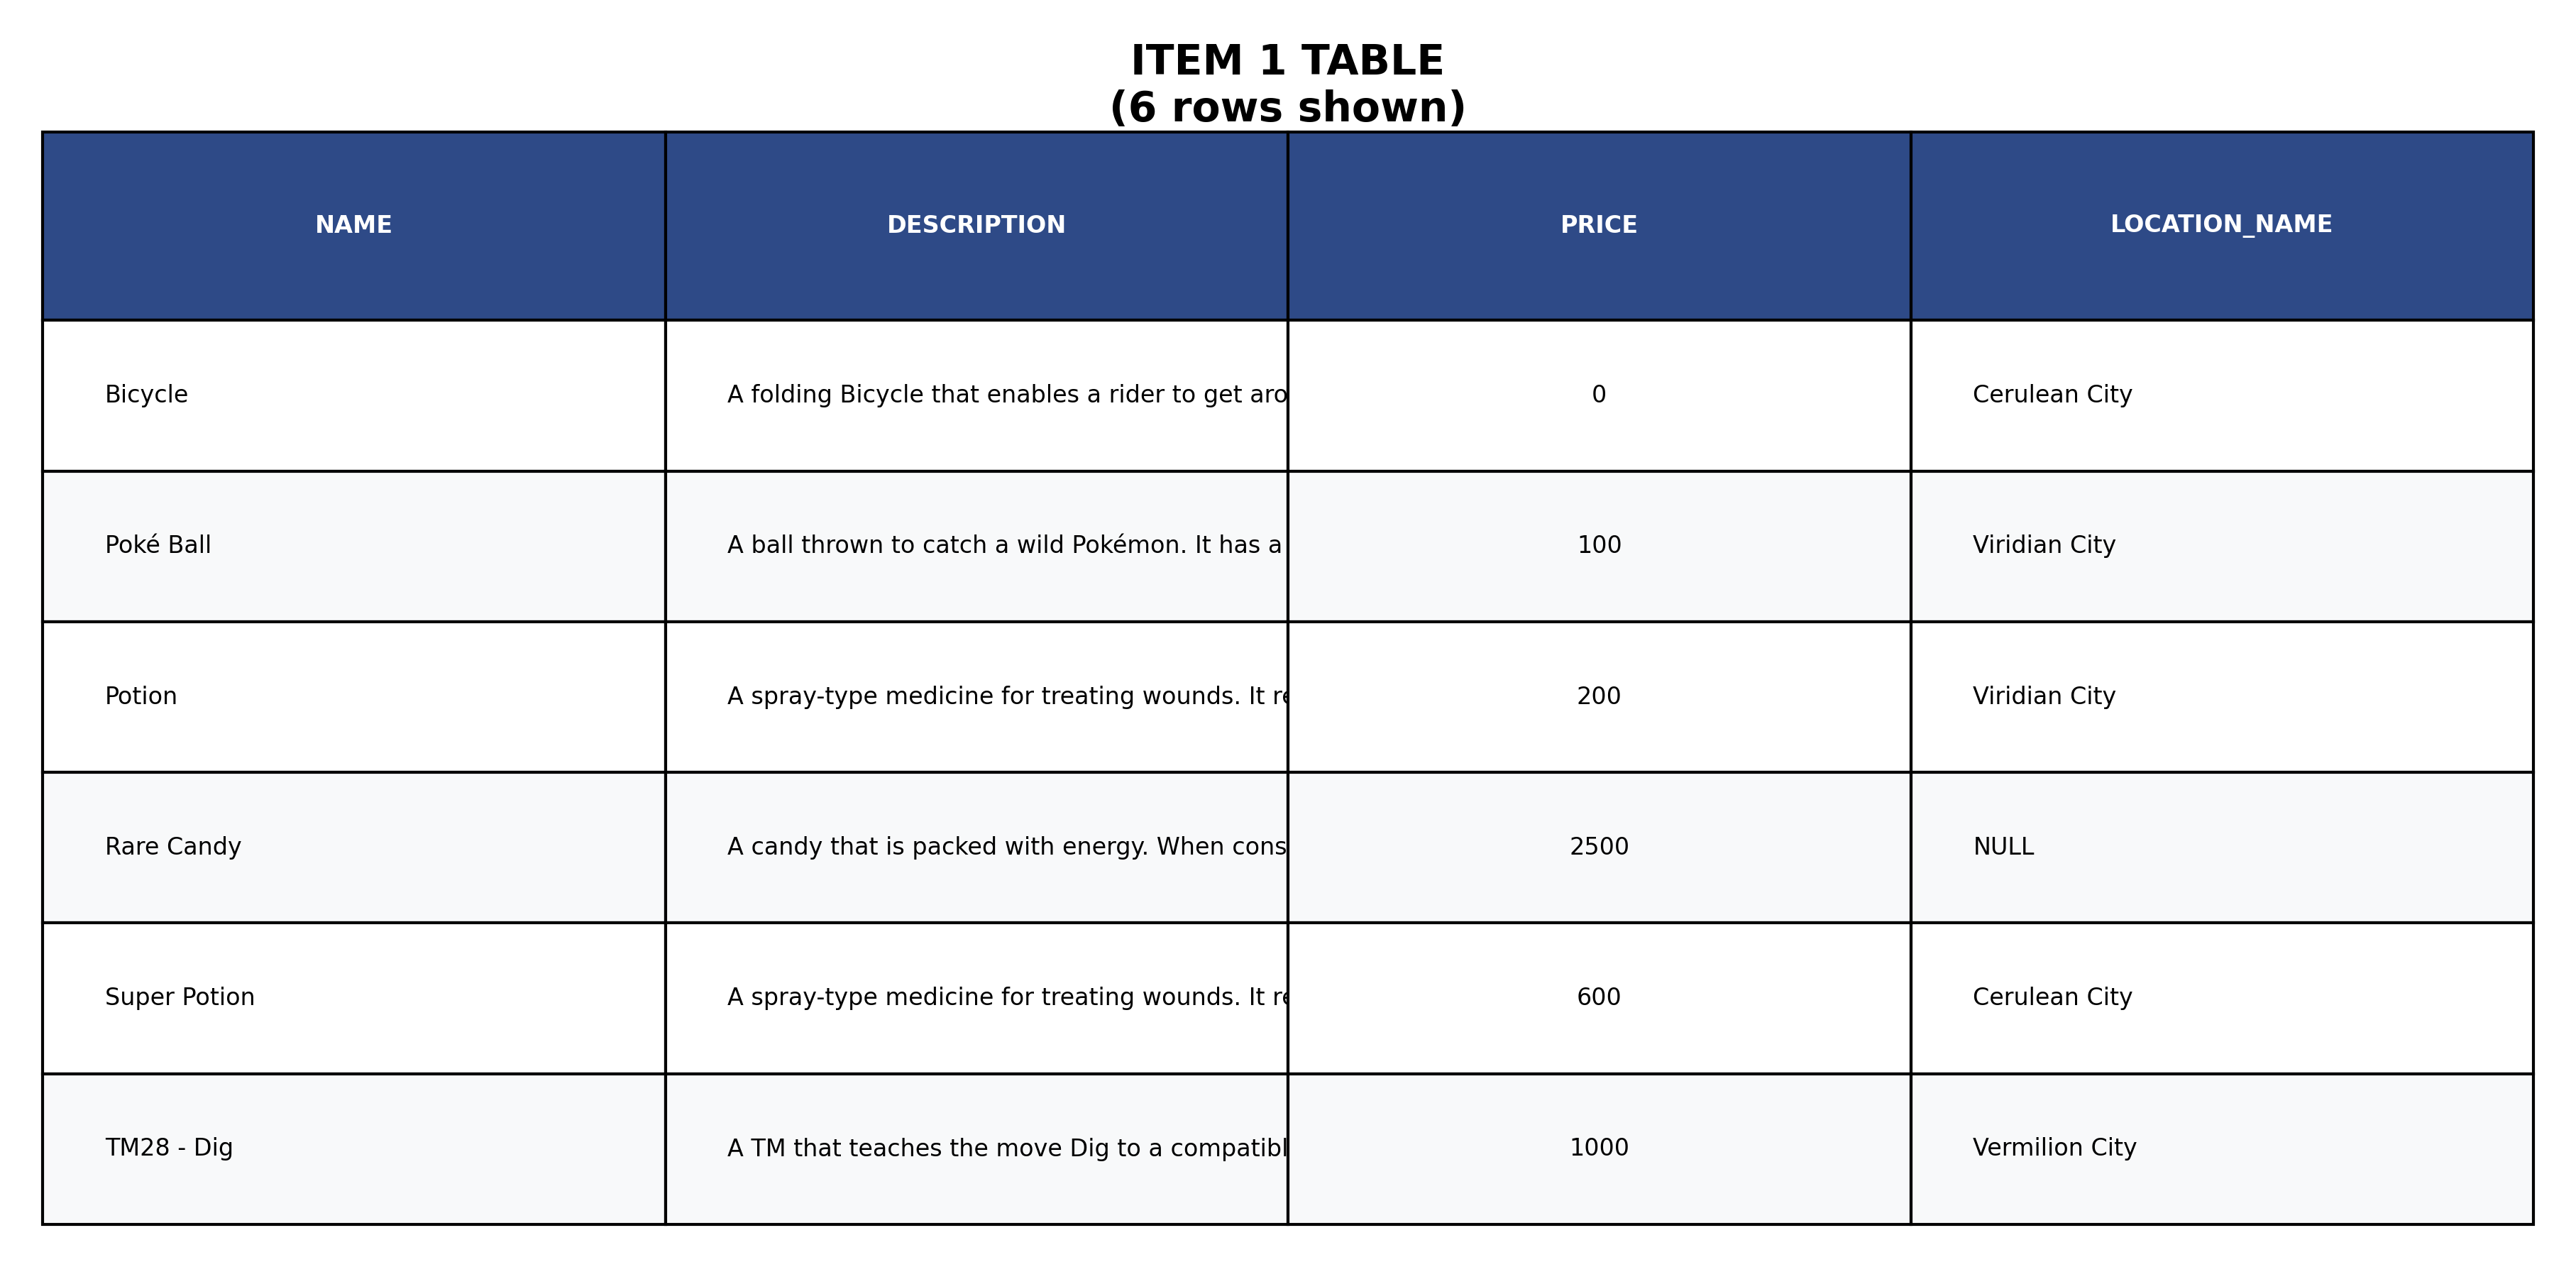 ITEM 1 TABLE
(6 rows shown)
NAME DESCRIPTION PRICE LOCATION_NAME
Bicycle A folding Bicycle that enables a rider to get aro 0 Cerulean City
Poké Ball A ball thrown to catch a wild Pokémon. It has a 100 Viridian City
Potion A spray-type medicine for treating wounds. It re 200 Viridian City
Rare Candy A candy that is packed with energy. When cons 2500 NULL
Super Potion A spray-type medicine for treating wounds. It re 600 Cerulean City
TM28 - Dig A TM that teaches the move Dig to a compatibl 1000 Vermilion City